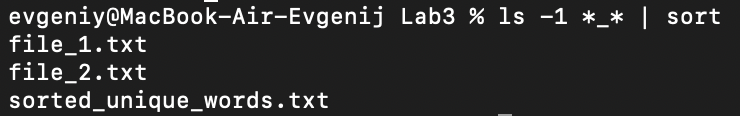 evgeniy@MacBook-Air-Evgenij Lab3 % ls -1 *_* | sort
file_1.txt
file_2.txt
sorted_unique_words.txt